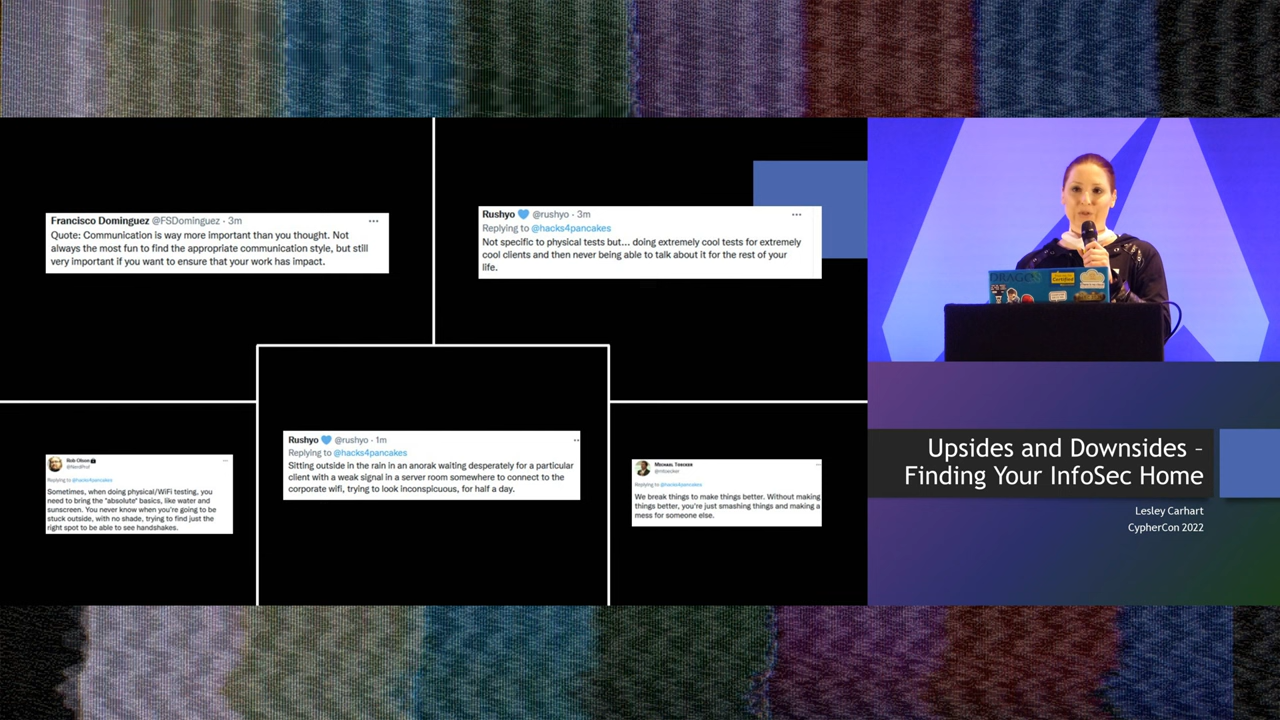 Francisco Dominguez @FSDominguez · 3m
Quote: Communication is way more important than you thought. Not
always the most fun to find the appropriate communication style, but still
very important if you want to ensure that your work has impact.
Rushyo 💙 @rushyo · 3m
Replying to @hacks4pancakes
Not specific to physical tests but... doing extremely cool tests for extremely
cool clients and then never being able to talk about it for the rest of your
life.
Rob Olson
@NerdProf
Replying to @hacks4pancakes
Sometimes, when doing physical/WiFi testing, you
need to bring the *absolute* basics, like water and
sunscreen. You never know when you're going to be
stuck outside, with no shade, trying to find just the
right spot to be able to see handshakes.
Rushyo 💙 @rushyo · 1m
Replying to @hacks4pancakes
Sitting outside in the rain in an anorak waiting desperately for a particular
client with a weak signal in a server room somewhere to connect to the
corporate wifi, trying to look inconspicuous, for half a day.
Michael Toecker
Replying to @hacks4pancakes
We break things to make things better. Without making
things better, you're just smashing things and making a
mess for someone else.
DRAGOS
Upsides and Downsides –
Finding Your InfoSec Home
Lesley Carhart
CypherCon 2022